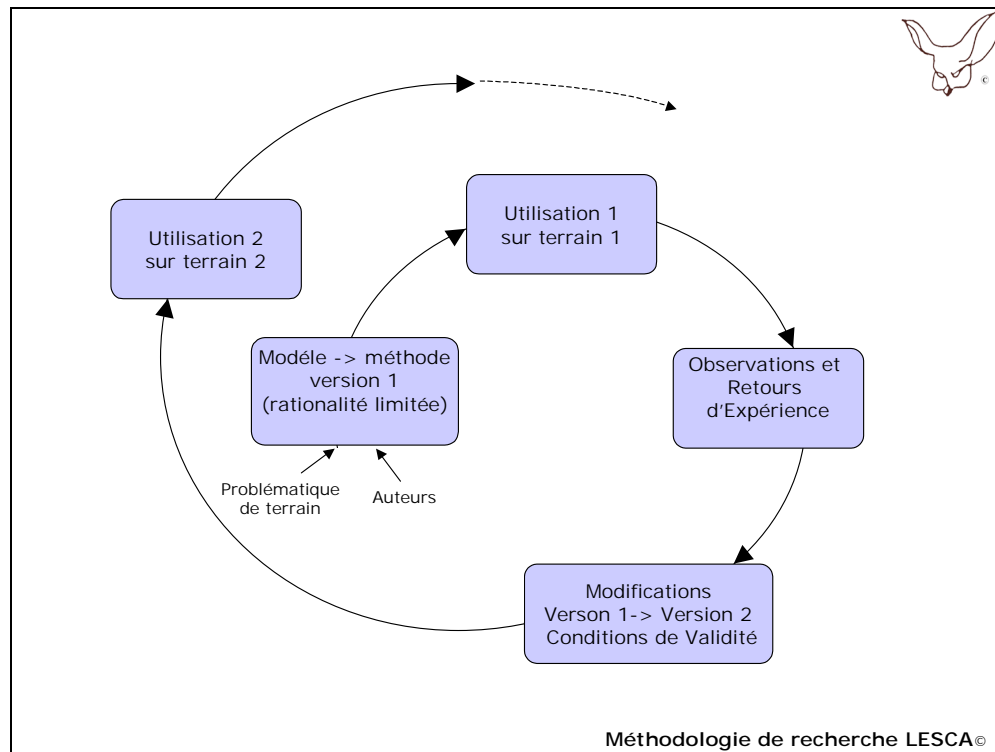 ©
Utilisation 1
sur terrain 1
Utilisation 2
sur terrain 2
Modéle -> méthode
version 1
(rationalité limitée)
Observations et
Retours
d'Expérience
Problématique
de terrain
Auteurs
Modifications
Verson 1-> Version 2
Conditions de Validité
Méthodologie de recherche LESCA©